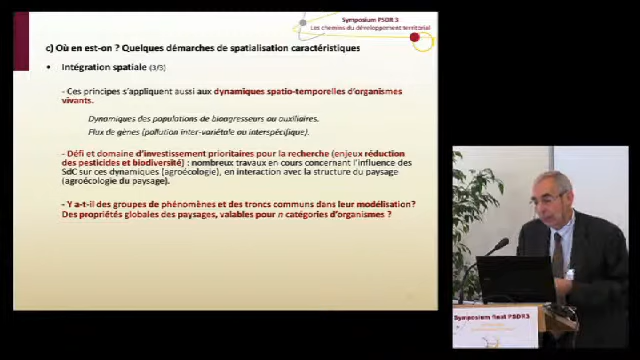 Symposium PSDR 3
Les chemins du développement territorial
c) Où en est-on ? Quelques démarches de spatialisation caractéristiques
• Intégration spatiale (3/3)
- Ces principes s'appliquent aussi aux dynamiques spatio-temporelles d'organismes
vivants.
Dynamiques des populations de bioagresseurs ou auxiliaires.
Flux de gènes (pollution inter-variétale ou interspécifique).
- Défi et domaine d'investissement prioritaires pour la recherche (enjeux réduction
des pesticides et biodiversité) : nombreux travaux en cours concernant l'influence des
SdC sur ces dynamiques (agroécologie), en interaction avec la structure du paysage
(agroécologie du paysage).
- Y a-t-il des groupes de phénomènes et des troncs communs dans leur modélisation?
Des propriétés globales des paysages, valables pour n catégories d'organismes ?
Symposium final PSDR 3